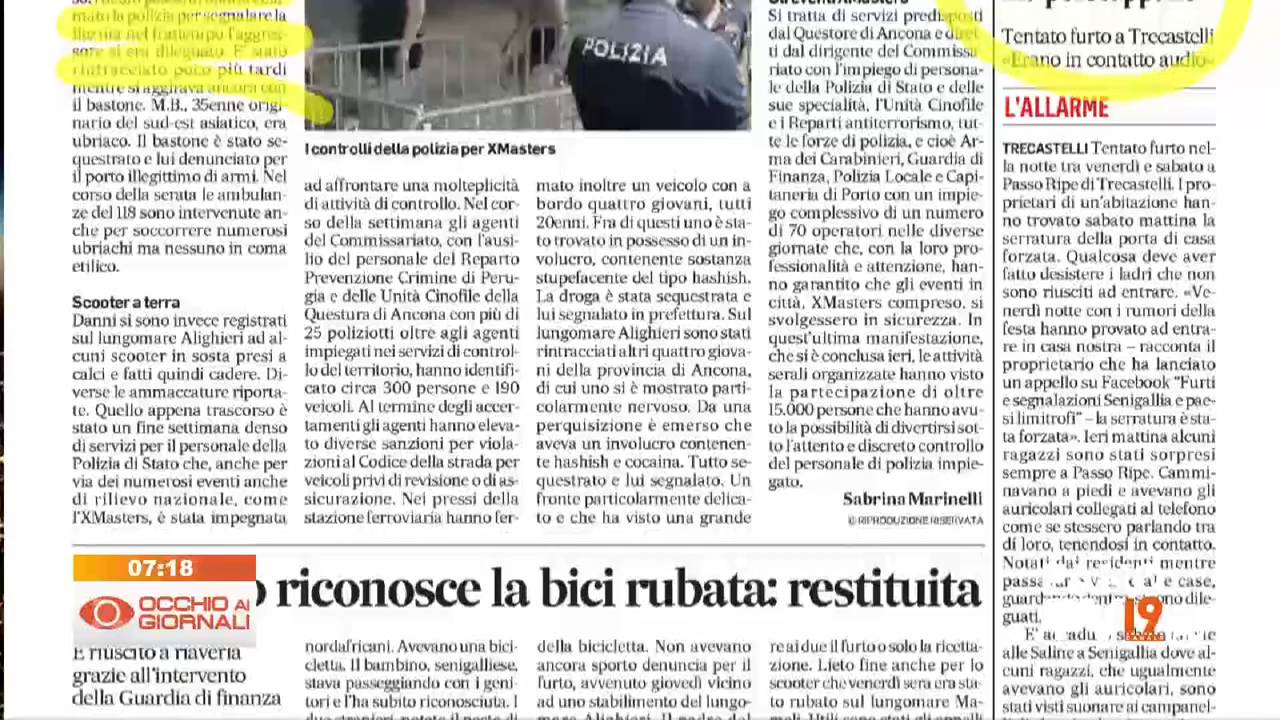 mato la polizia per segnalare la
lite ma nel frattempo l'aggres-
sore si era dileguato. E' stato
rintracciato poco più tardi
mentre si aggirava ancora con
il bastone. M.B., 35enne origi-
nario del sud-est asiatico, era
ubriaco. Il bastone è stato se-
questrato e lui denunciato per
il porto illegittimo di armi. Nel
corso della serata le ambulan-
ze del 118 sono intervenute an-
che per soccorrere numerosi
ubriachi ma nessuno in coma
etilico.
Scooter a terra
Danni si sono invece registrati
sul lungomare Alighieri ad al-
cuni scooter in sosta presi a
calci e fatti quindi cadere. Di-
verse le ammaccature riporta-
te. Quello appena trascorso è
stato un fine settimana denso
di servizi per il personale della
Polizia di Stato che, anche per
via dei numerosi eventi anche
di rilievo nazionale, come
l'XMasters, è stata impegnata
POLIZIA
I controlli della polizia per XMasters
ad affrontare una molteplicità
di attività di controllo. Nel cor-
so della settimana gli agenti
del Commissariato, con l'ausi-
lio del personale del Reparto
Prevenzione Crimine di Peru-
gia e delle Unità Cinofile della
Questura di Ancona con più di
25 poliziotti oltre agli agenti
impiegati nei servizi di control-
lo del territorio, hanno identifi-
cato circa 300 persone e 190
veicoli. Al termine degli accer-
tamenti gli agenti hanno eleva-
to diverse sanzioni per viola-
zioni al Codice della strada per
veicoli privi di revisione o di as-
sicurazione. Nei pressi della
stazione ferroviaria hanno fer-
mato inoltre un veicolo con a
bordo quattro giovani, tutti
20enni. Fra di questi uno è sta-
to trovato in possesso di un in-
volucro, contenente sostanza
stupefacente del tipo hashish.
La droga è stata sequestrata e
lui segnalato in prefettura. Sul
lungomare Alighieri sono stati
rintracciati altri quattro giova-
ni della provincia di Ancona,
di cui uno si è mostrato parti-
colarmente nervoso. Da una
perquisizione è emerso che
aveva un involucro contenen-
te hashish e cocaina. Tutto se-
questrato e lui segnalato. Un
fronte particolarmente delica-
to e che ha visto una grande
Si tratta di servizi predisposti
dal Questore di Ancona e diret-
ti dal dirigente del Commissa-
riato con l'impiego di persona-
le della Polizia di Stato e delle
sue specialità, l'Unità Cinofile
e i Reparti antiterrorismo, tut-
te le forze di polizia, e cioè Ar-
ma dei Carabinieri, Guardia di
Finanza, Polizia Locale e Capi-
taneria di Porto con un impie-
go complessivo di un numero
di 70 operatori nelle diverse
giornate che, con la loro pro-
fessionalità e attenzione, han-
no garantito che gli eventi in
città, XMasters compreso, si
svolgessero in sicurezza. In
quest'ultima manifestazione,
che si è conclusa ieri, le attività
serali organizzate hanno visto
la partecipazione di oltre
15.000 persone che hanno avu-
to la possibilità di divertirsi sot-
to l'attento e discreto controllo
del personale di polizia impie-
gato.
Sabrina Marinelli
© RIPRODUZIONE RISERVATA
Tentato furto a Trecastelli
«Erano in contatto audio»
L'ALLARME
TRECASTELLI Tentato furto nel-
la notte tra venerdì e sabato a
Passo Ripe di Trecastelli. I pro-
prietari di un'abitazione han-
no trovato sabato mattina la
serratura della porta di casa
forzata. Qualcosa deve aver
fatto desistere i ladri che non
sono riusciti ad entrare. «Ve-
nerdì notte con i rumori della
festa hanno provato ad entra-
re in casa nostra – racconta il
proprietario che ha lanciato
un appello su Facebook "Furti
e segnalazioni Senigallia e pae-
si limitrofi" – la serratura è sta-
ta forzata». Ieri mattina alcuni
ragazzi sono stati sorpresi
sempre a Passo Ripe. Cammi-
navano a piedi e avevano gli
auricolari collegati al telefono
come se stessero parlando tra
di loro, tenendosi in contatto.
Notati dai residenti mentre
case,
dile-
guati.
alle Saline a Senigallia dove al-
cuni ragazzi, che ugualmente
avevano gli auricolari, sono
stati visti suonare ai campanel-
07:18
OCCHIO AI
GIORNALI
19
riconosce la bici rubata: restituita
E riuscito a riaverla
grazie all'intervento
della Guardia di finanza
nordafricani. Avevano una bici-
cletta. Il bambino, senigalliese,
stava passeggiando con i geni-
tori e l'ha subito riconosciuta. I
della bicicletta. Non avevano
ancora sporto denuncia per il
furto, avvenuto giovedì vicino
ad uno stabilimento del lungo-
re ai due il furto o solo la ricetta-
zione. Lieto fine anche per lo
scooter che venerdì sera era sta-
to rubato sul lungomare Ma-